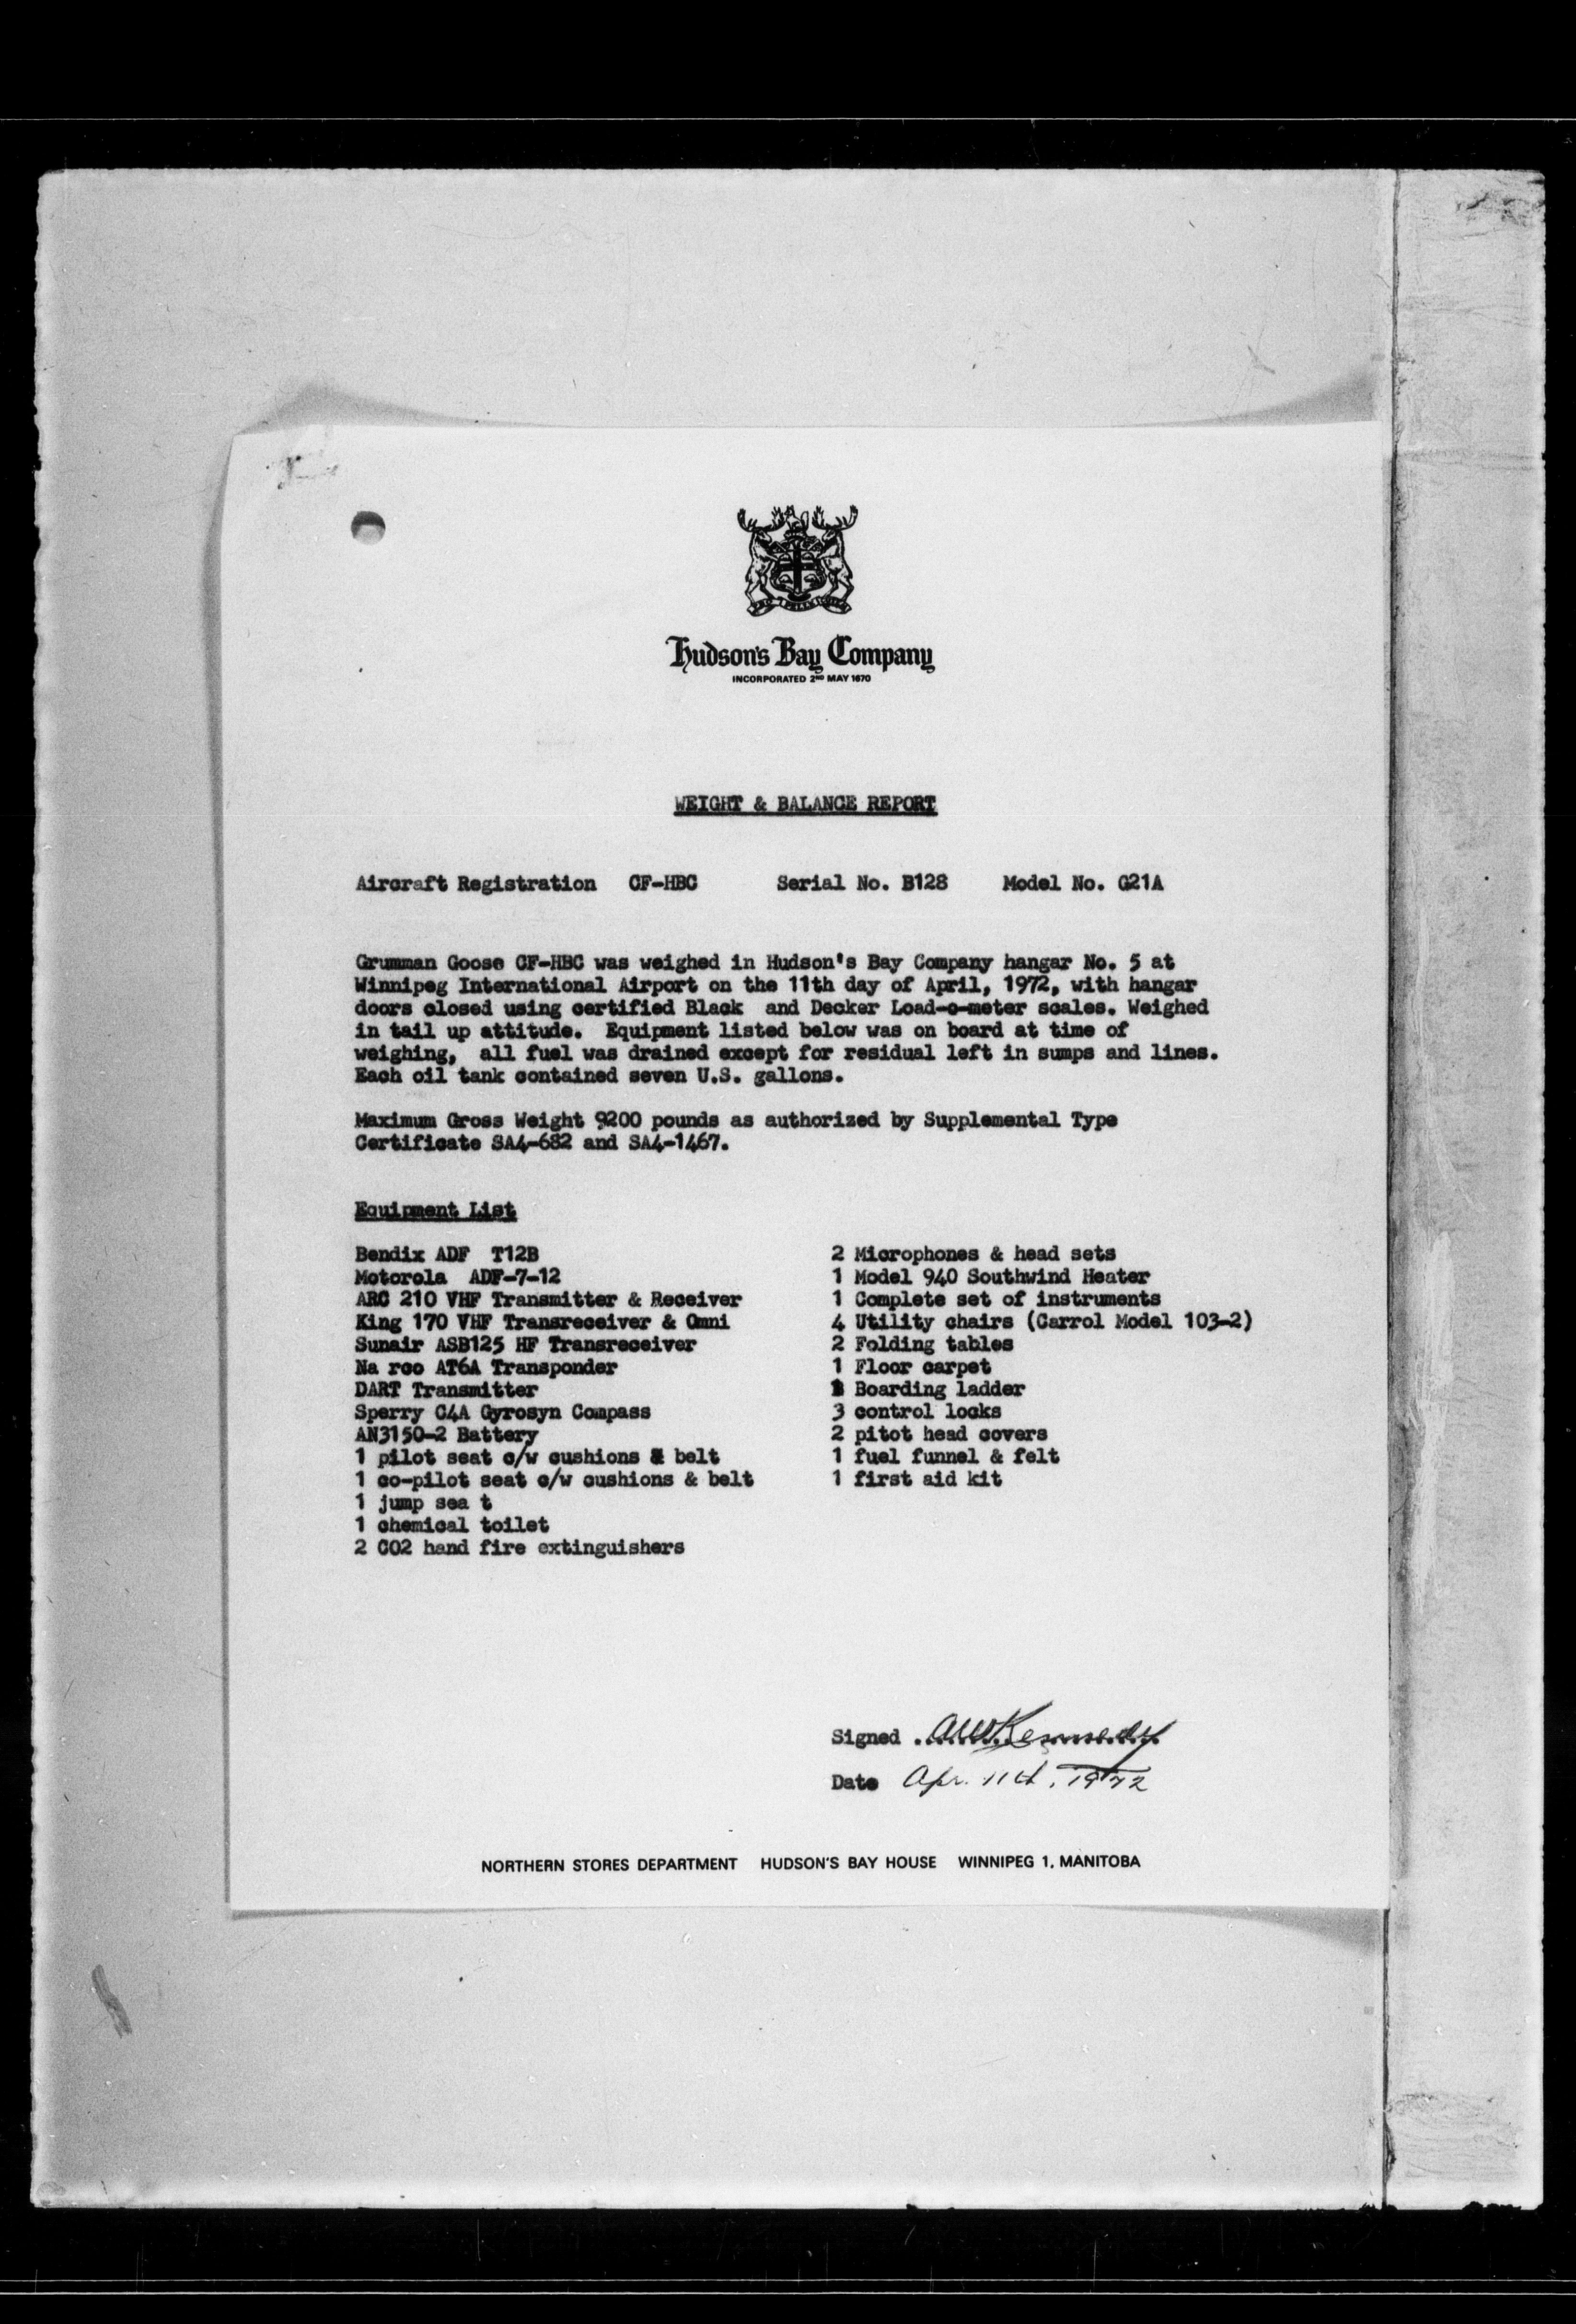 PRO PELLE CUTEM
Hudson's Bay Company
INCORPORATED 2ND MAY 1670
WEIGHT & BALANCE REPORT
Aircraft Registration CF-HBC Serial No. B128 Model No. G21A
Grumman Goose CF-HBC was weighed in Hudson's Bay Company hangar No. 5 at
Winnipeg International Airport on the 11th day of April, 1972, with hangar
doors closed using certified Black and Decker Load-o-meter scales. Weighed
in tail up attitude. Equipment listed below was on board at time of
weighing, all fuel was drained except for residual left in sumps and lines.
Each oil tank contained seven U.S. gallons.
Maximum Gross Weight 9200 pounds as authorized by Supplemental Type
Certificate SA4-682 and SA4-1467.
Equipment List
Bendix ADF T12B
Motorola ADF-7-12
ARC 210 VHF Transmitter & Receiver
King 170 VHF Transreceiver & Omni
Sunair ASB125 HF Transreceiver
Na rco AT6A Transponder
DART Transmitter
Sperry C4A Gyrosyn Compass
AN3150-2 Battery
1 pilot seat c/w cushions & belt
1 co-pilot seat c/w cushions & belt
1 jump sea t
1 chemical toilet
2 CO2 hand fire extinguishers
2 Microphones & head sets
1 Model 940 Southwind Heater
1 Complete set of instruments
4 Utility chairs (Carrol Model 103-2)
2 Folding tables
1 Floor carpet
1 Boarding ladder
3 control locks
2 pitot head covers
1 fuel funnel & felt
1 first aid kit
Signed AW Kennedy
Date Apr. 11th, 1972
NORTHERN STORES DEPARTMENT HUDSON'S BAY HOUSE WINNIPEG 1, MANITOBA